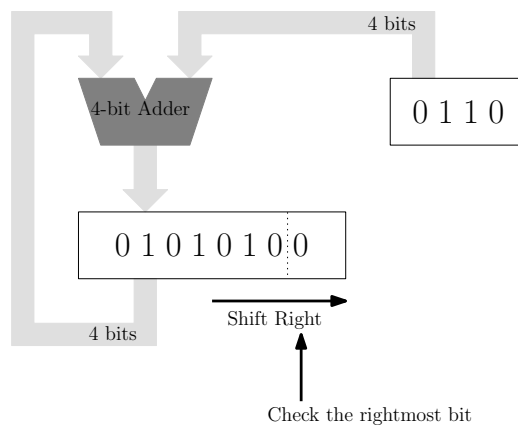 4 bits
4-bit Adder
0 1 1 0
0 1 0 1 0 1 0 0
Shift Right
4 bits
Check the rightmost bit